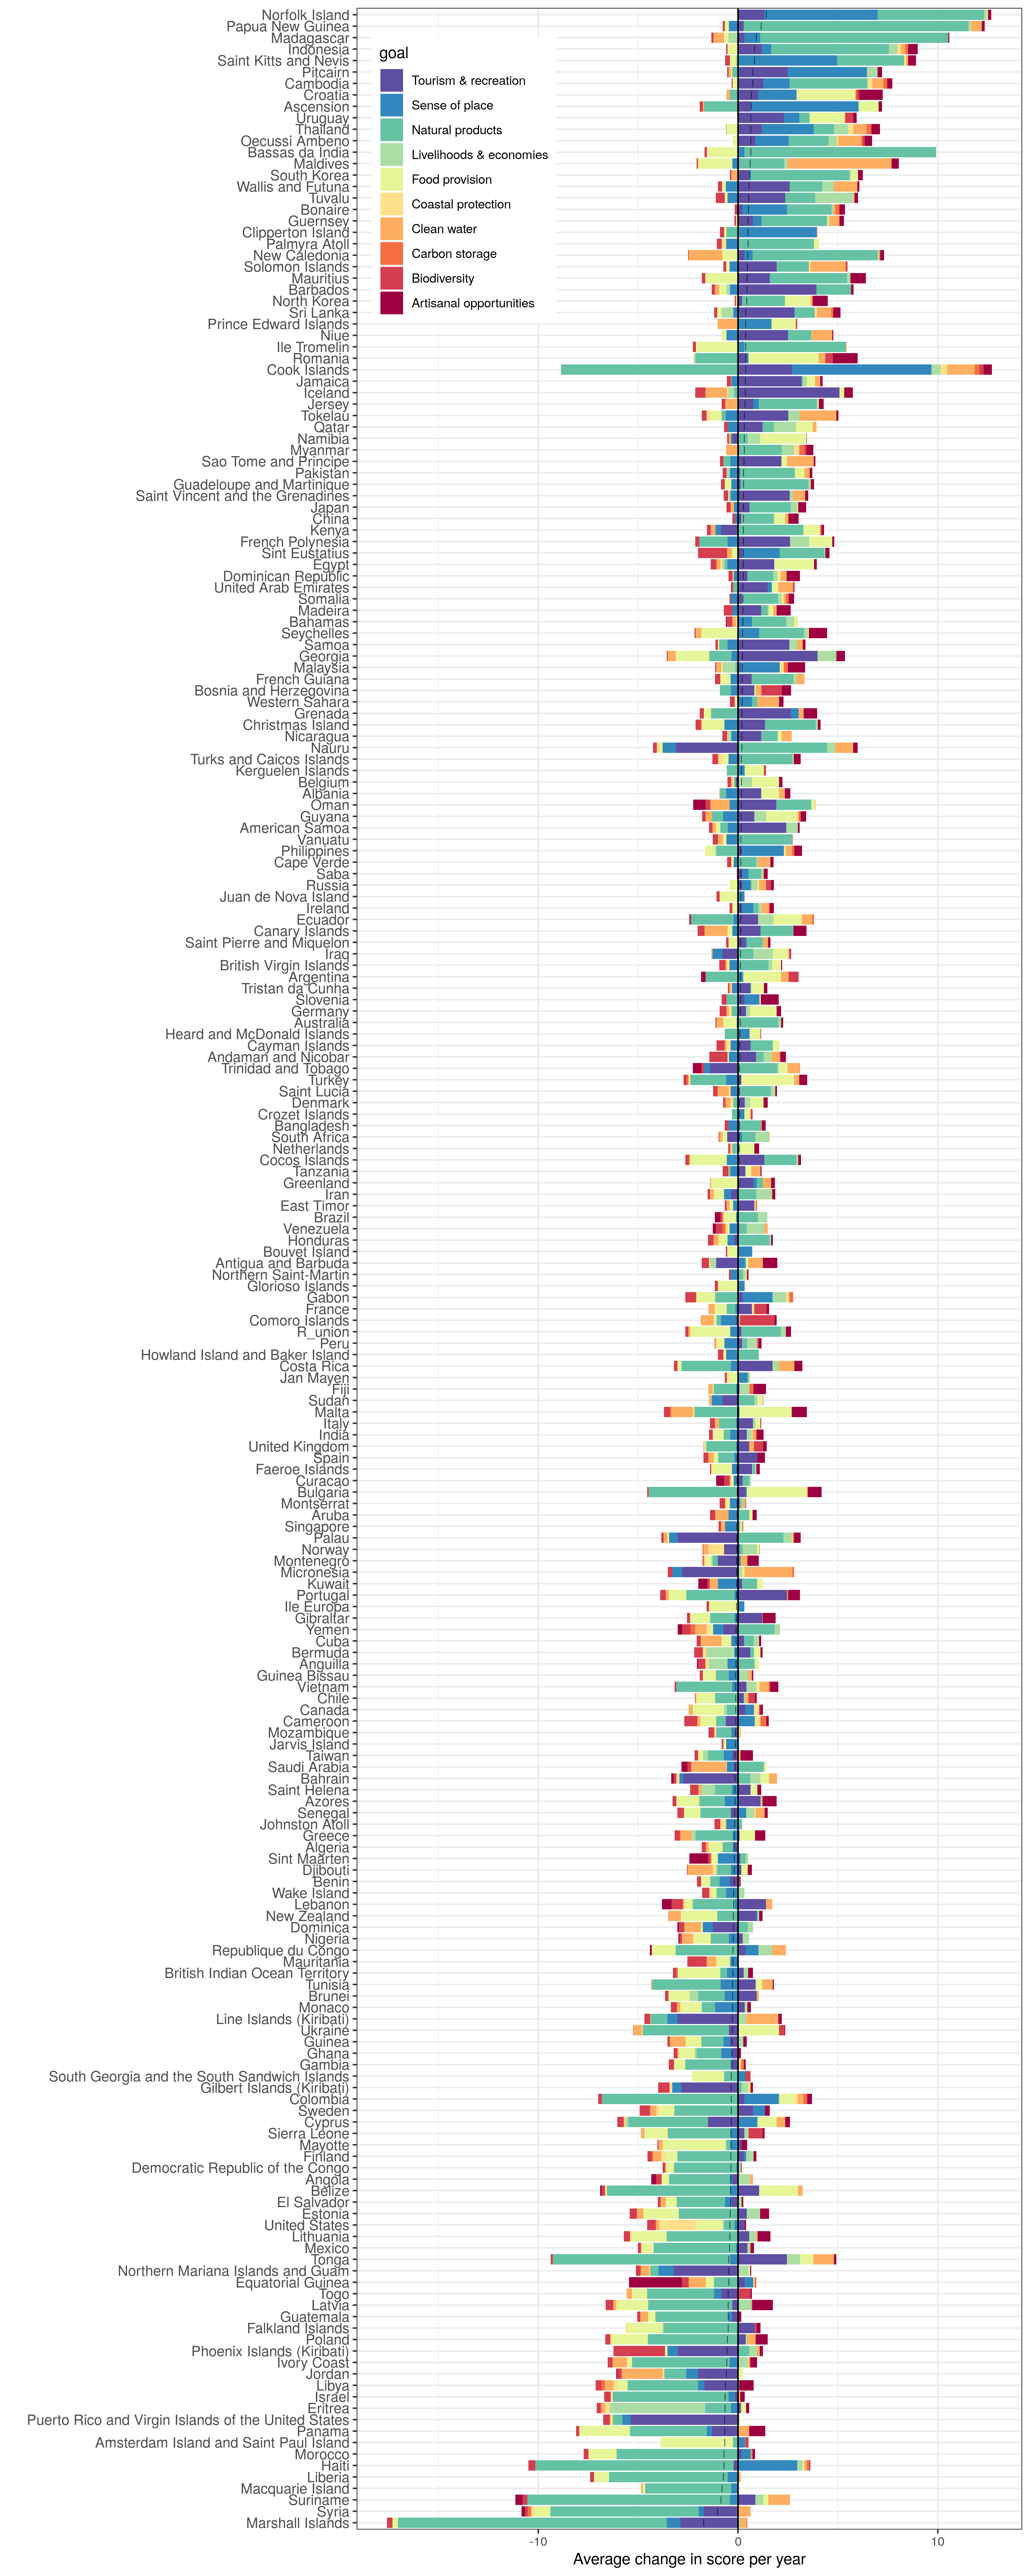 Norfolk Island
Papua New Guinea
Madagascar
Indonesia
Saint Kitts and Nevis
Pitcairn
Cambodia
Croatia
Ascension
Uruguay
Thailand
Oecussi Ambeno
Bassas da India
Maldives
South Korea
Wallis and Futuna
Tuvalu
Bonaire
Guernsey
Clipperton Island
Palmyra Atoll
New Caledonia
Solomon Islands
Mauritius
Barbados
North Korea
Sri Lanka
Prince Edward Islands
Niue
Ile Tromelin
Romania
Cook Islands
Jamaica
Iceland
Jersey
Tokelau
Qatar
Namibia
Myanmar
Sao Tome and Principe
Pakistan
Guadeloupe and Martinique
Saint Vincent and the Grenadines
Japan
China
Kenya
French Polynesia
Sint Eustatius
Egypt
Dominican Republic
United Arab Emirates
Somalia
Madeira
Bahamas
Seychelles
Samoa
Georgia
Malaysia
French Guiana
Bosnia and Herzegovina
Western Sahara
Grenada
Christmas Island
Nicaragua
Nauru
Turks and Caicos Islands
Kerguelen Islands
Belgium
Albania
Oman
Guyana
American Samoa
Vanuatu
Philippines
Cape Verde
Saba
Russia
Juan de Nova Island
Ireland
Ecuador
Canary Islands
Saint Pierre and Miquelon
Iraq
British Virgin Islands
Argentina
Tristan da Cunha
Slovenia
Germany
Australia
Heard and McDonald Islands
Cayman Islands
Andaman and Nicobar
Trinidad and Tobago
Turkey
Saint Lucia
Denmark
Crozet Islands
Bangladesh
South Africa
Netherlands
Cocos Islands
Tanzania
Greenland
Iran
East Timor
Brazil
Venezuela
Honduras
Bouvet Island
Antigua and Barbuda
Northern Saint-Martin
Glorioso Islands
Gabon
France
Comoro Islands
R_union
Peru
Howland Island and Baker Island
Costa Rica
Jan Mayen
Fiji
Sudan
Malta
Italy
India
United Kingdom
Spain
Faeroe Islands
Curacao
Bulgaria
Montserrat
Aruba
Singapore
Palau
Norway
Montenegro
Micronesia
Kuwait
Portugal
Ile Europa
Gibraltar
Yemen
Cuba
Bermuda
Anguilla
Guinea Bissau
Vietnam
Chile
Canada
Cameroon
Mozambique
Jarvis Island
Taiwan
Saudi Arabia
Bahrain
Saint Helena
Azores
Senegal
Johnston Atoll
Greece
Algeria
Sint Maarten
Djibouti
Benin
Wake Island
Lebanon
New Zealand
Dominica
Nigeria
Republique du Congo
Mauritania
British Indian Ocean Territory
Tunisia
Brunei
Monaco
Line Islands (Kiribati)
Ukraine
Guinea
Ghana
Gambia
South Georgia and the South Sandwich Islands
Gilbert Islands (Kiribati)
Colombia
Sweden
Cyprus
Sierra Leone
Mayotte
Finland
Democratic Republic of the Congo
Angola
Belize
El Salvador
Estonia
United States
Lithuania
Mexico
Tonga
Northern Mariana Islands and Guam
Equatorial Guinea
Togo
Latvia
Guatemala
Falkland Islands
Poland
Phoenix Islands (Kiribati)
Ivory Coast
Jordan
Libya
Israel
Eritrea
Puerto Rico and Virgin Islands of the United States
Panama
Amsterdam Island and Saint Paul Island
Morocco
Haiti
Liberia
Macquarie Island
Suriname
Syria
Marshall Islands
goal
Tourism & recreation
Sense of place
Natural products
Livelihoods & economies
Food provision
Coastal protection
Clean water
Carbon storage
Biodiversity
Artisanal opportunities
-10
0
10
Average change in score per year